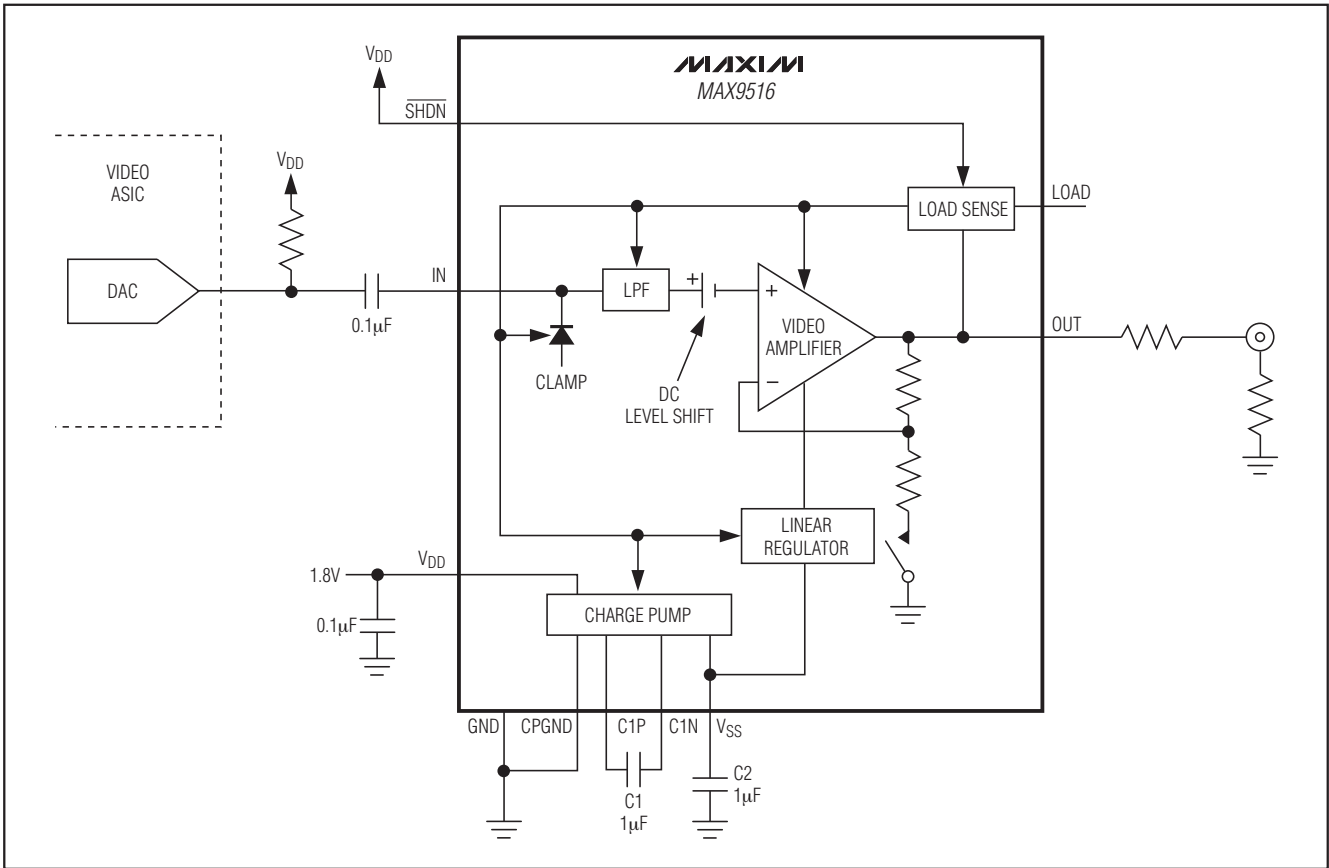 MAXIM
MAX9516
VDD
SHDN
VIDEO
ASIC
VDD
DAC
0.1µF
IN
LPF
+
CLAMP
DC
LEVEL SHIFT
+
−
VIDEO
AMPLIFIER
LOAD SENSE
LOAD
OUT
LINEAR
REGULATOR
1.8V
VDD
0.1µF
CHARGE PUMP
GND
CPGND
C1P
C1N
VSS
C1
1µF
C2
1µF